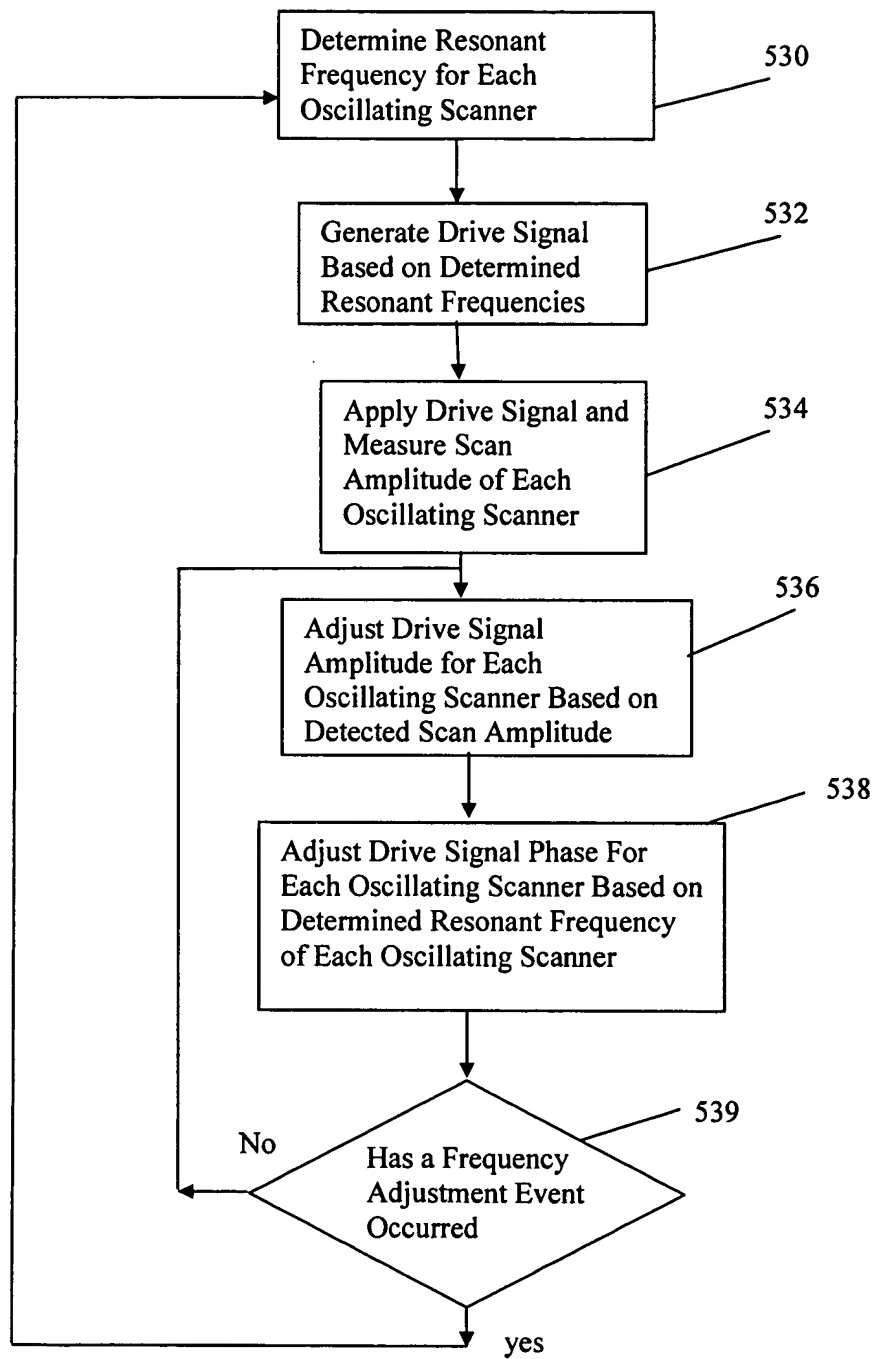 Determine Resonant
Frequency for Each
Oscillating Scanner
530
Generate Drive Signal
Based on Determined
Resonant Frequencies
532
Apply Drive Signal and
Measure Scan
Amplitude of Each
Oscillating Scanner
534
Adjust Drive Signal
Amplitude for Each
Oscillating Scanner Based on
Detected Scan Amplitude
536
Adjust Drive Signal Phase For
Each Oscillating Scanner Based on
Determined Resonant Frequency
of Each Oscillating Scanner
538
Has a Frequency
Adjustment Event
Occurred
539
No
yes